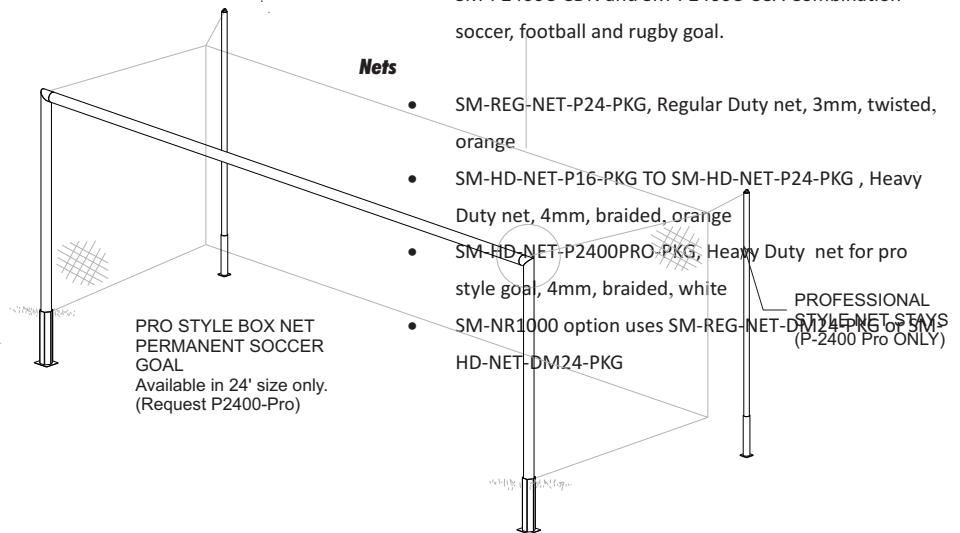 soccer, football and rugby goal.
Nets
• SM-REG-NET-P24-PKG, Regular Duty net, 3mm, twisted,
orange
• SM-HD-NET-P16-PKG TO SM-HD-NET-P24-PKG , Heavy
Duty net, 4mm, braided, orange
• SM-HD-NET-P2400PRO-PKG, Heavy Duty net for pro
style goal, 4mm, braided, white
• SM-NR1000 option uses SM-REG-NET-DM24-PKG or SM-
HD-NET-DM24-PKG
PROFESSIONAL
STYLE NET STAYS
(P-2400 Pro ONLY)
PRO STYLE BOX NET
PERMANENT SOCCER
GOAL
Available in 24' size only.
(Request P2400-Pro)